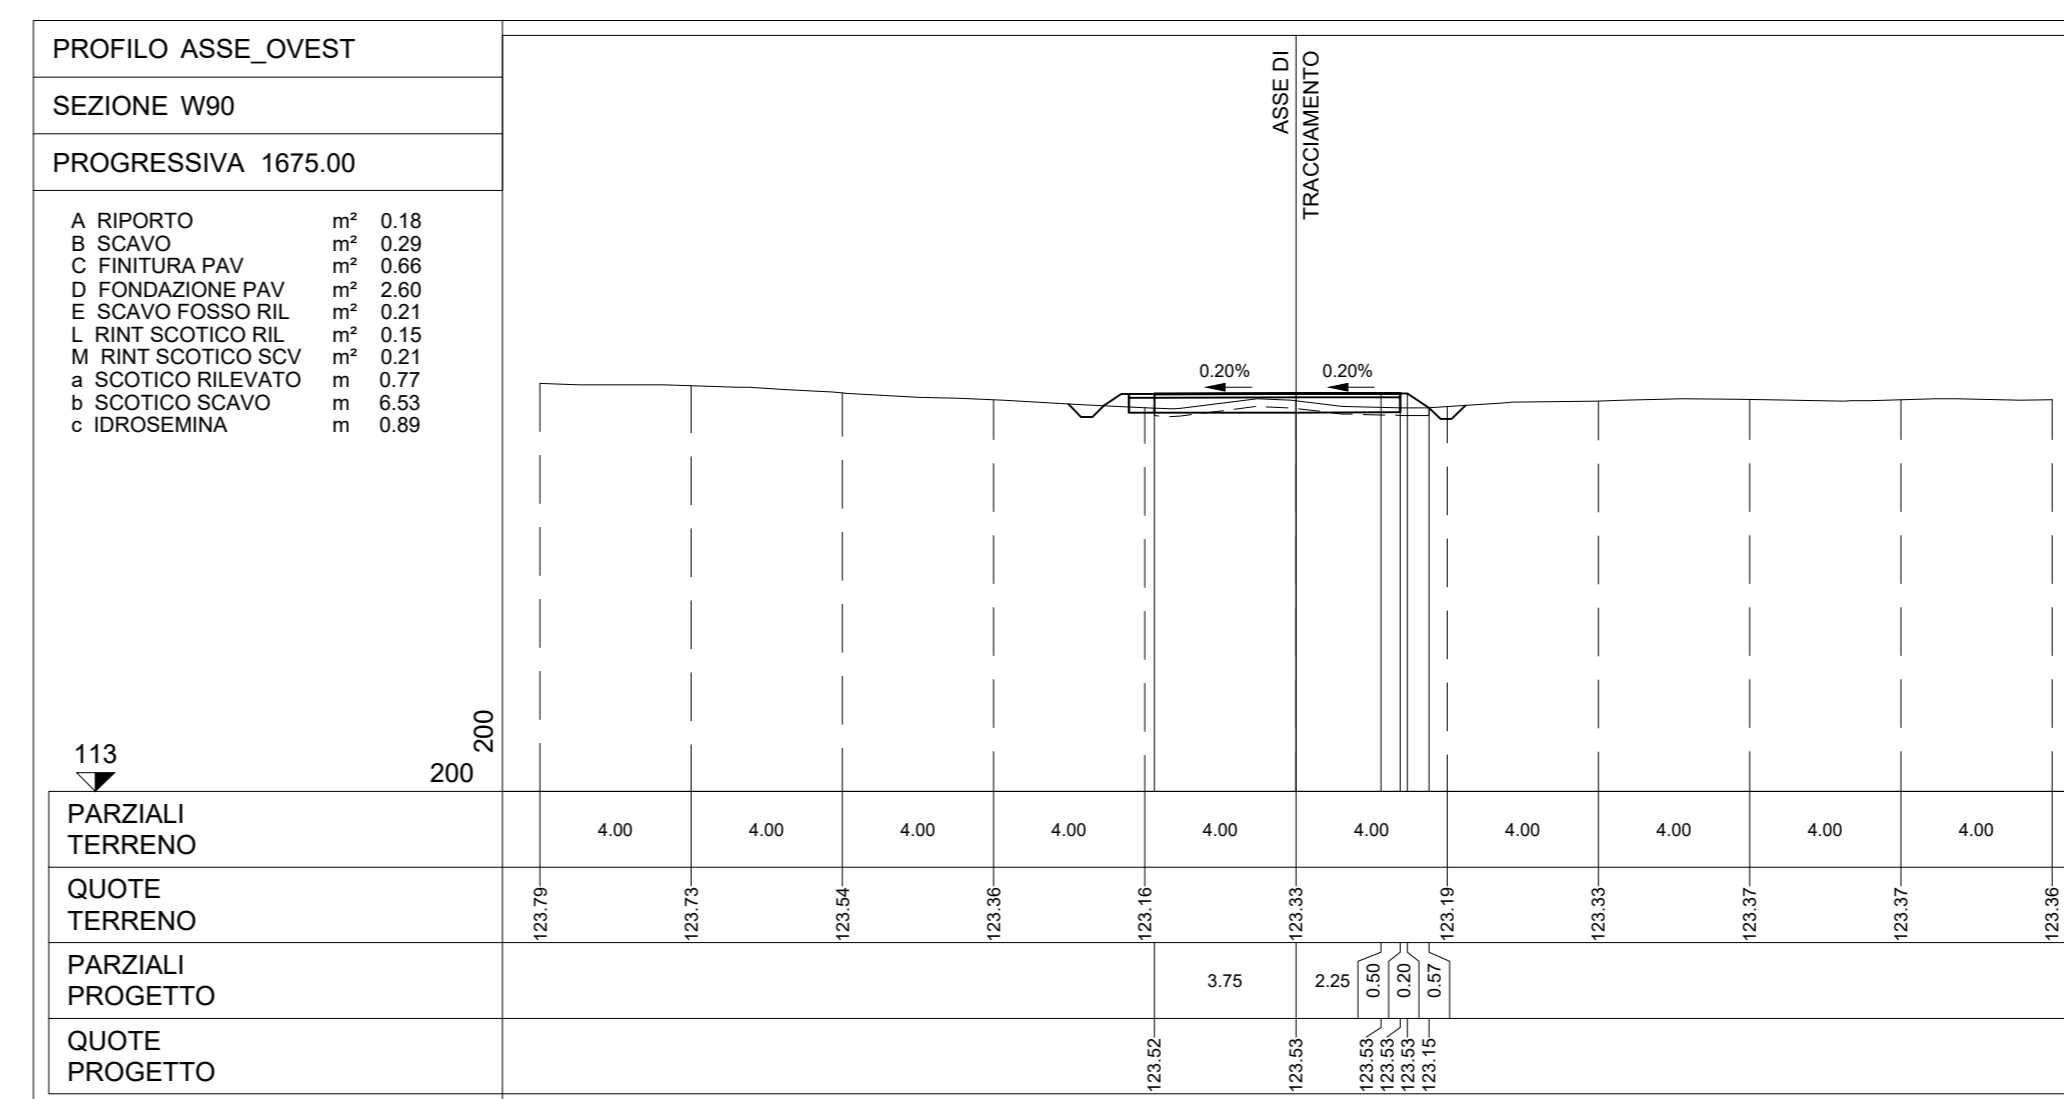 PROFILO ASSE_OVEST
SEZIONE W90
PROGRESSIVA 1675.00
A RIPORTO m² 0.18
B SCAVO m² 0.29
C FINITURA PAV m² 0.66
D FONDAZIONE PAV m² 2.60
E SCAVO FOSSO RIL m² 0.21
L RINT SCOTICO RIL m² 0.15
M RINT SCOTICO SCV m² 0.21
a SCOTICO RILEVATO m 0.77
b SCOTICO SCAVO m 6.53
c IDROSEMINA m 0.89
ASSE DI
TRACCIAMENTO
0.20% 0.20%
113
200
200
PARZIALI
TERRENO
4.00 4.00 4.00 4.00 4.00 4.00 4.00 4.00 4.00 4.00
QUOTE
TERRENO
123.79 123.73 123.54 123.36 123.16 123.33 123.19 123.33 123.37 123.37 123.36
PARZIALI
PROGETTO
3.75 2.25 0.50 0.20 0.57
QUOTE
PROGETTO
123.52 123.53 123.53 123.53 123.53 123.15